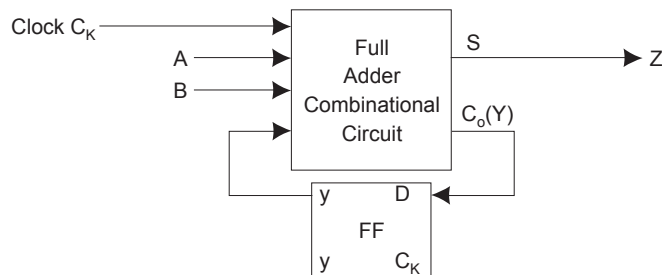 Clock C_K
A
B
Full
Adder
Combinational
Circuit
S
Z
C_o(Y)
y D
FF
y C_K